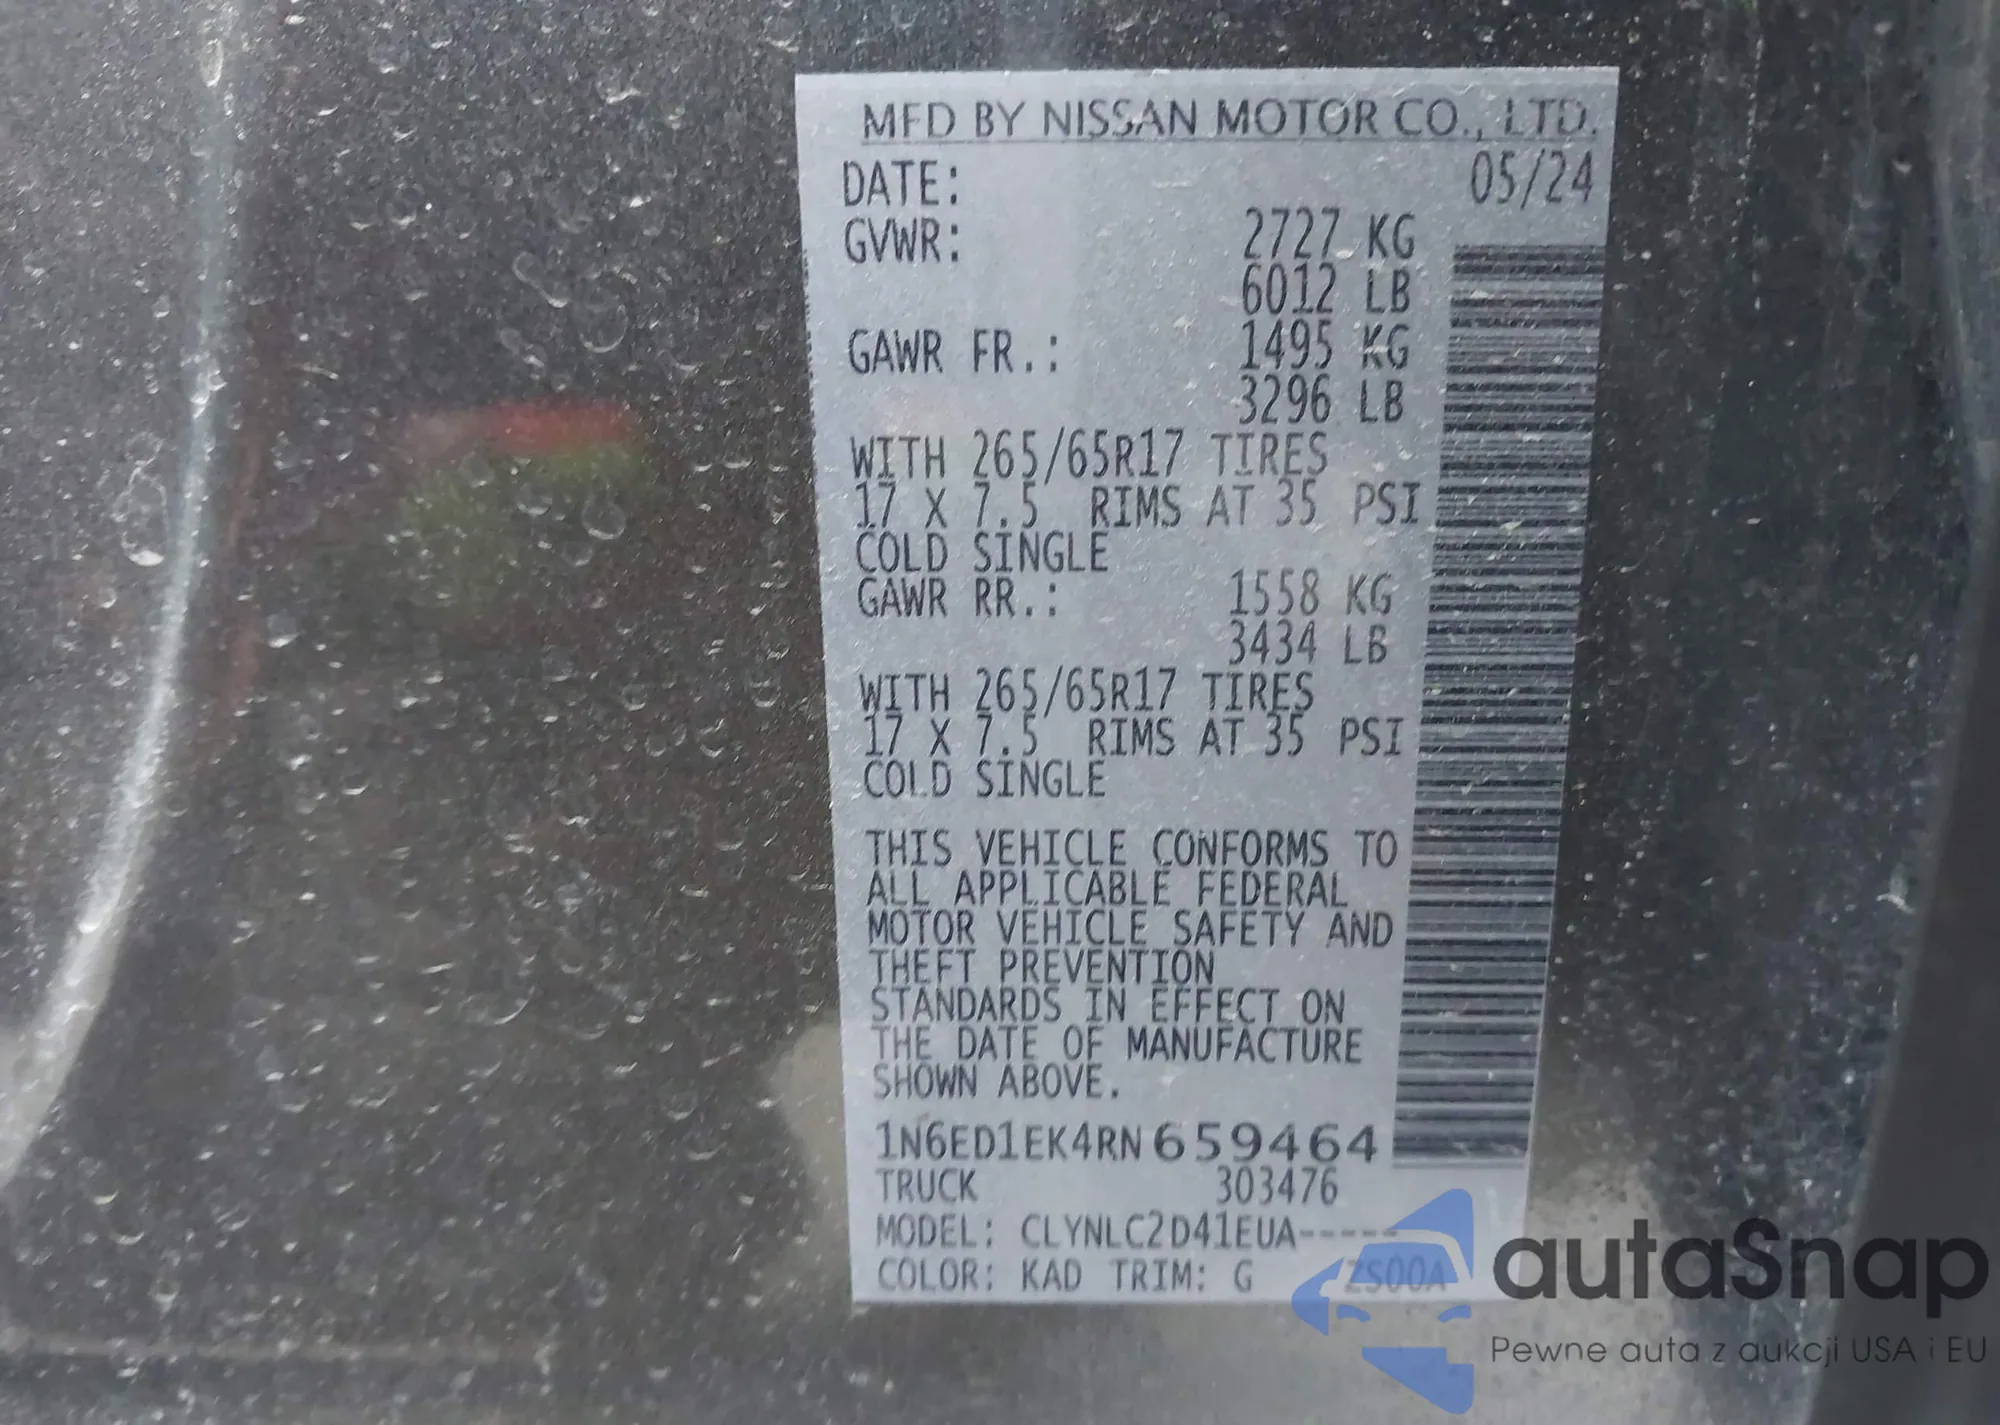 MFD BY NISSAN MOTOR CO., LTD.
DATE: 05/24
GVWR: 2727 KG
6012 LB
GAWR FR.: 1495 KG
3296 LB
WITH 265/65R17 TIRES
17 X 7.5 RIMS AT 35 PSI
COLD SINGLE
GAWR RR.: 1558 KG
3434 LB
WITH 265/65R17 TIRES
17 X 7.5 RIMS AT 35 PSI
COLD SINGLE
THIS VEHICLE CONFORMS TO
ALL APPLICABLE FEDERAL
MOTOR VEHICLE SAFETY AND
THEFT PREVENTION
STANDARDS IN EFFECT ON
THE DATE OF MANUFACTURE
SHOWN ABOVE.
1N6ED1EK4RN659464
TRUCK 303476
MODEL: CLYNLC2D41EUA-----
COLOR: KAD TRIM: G ZS00A
autaSnap
Pewne auta z aukcji USA i EU